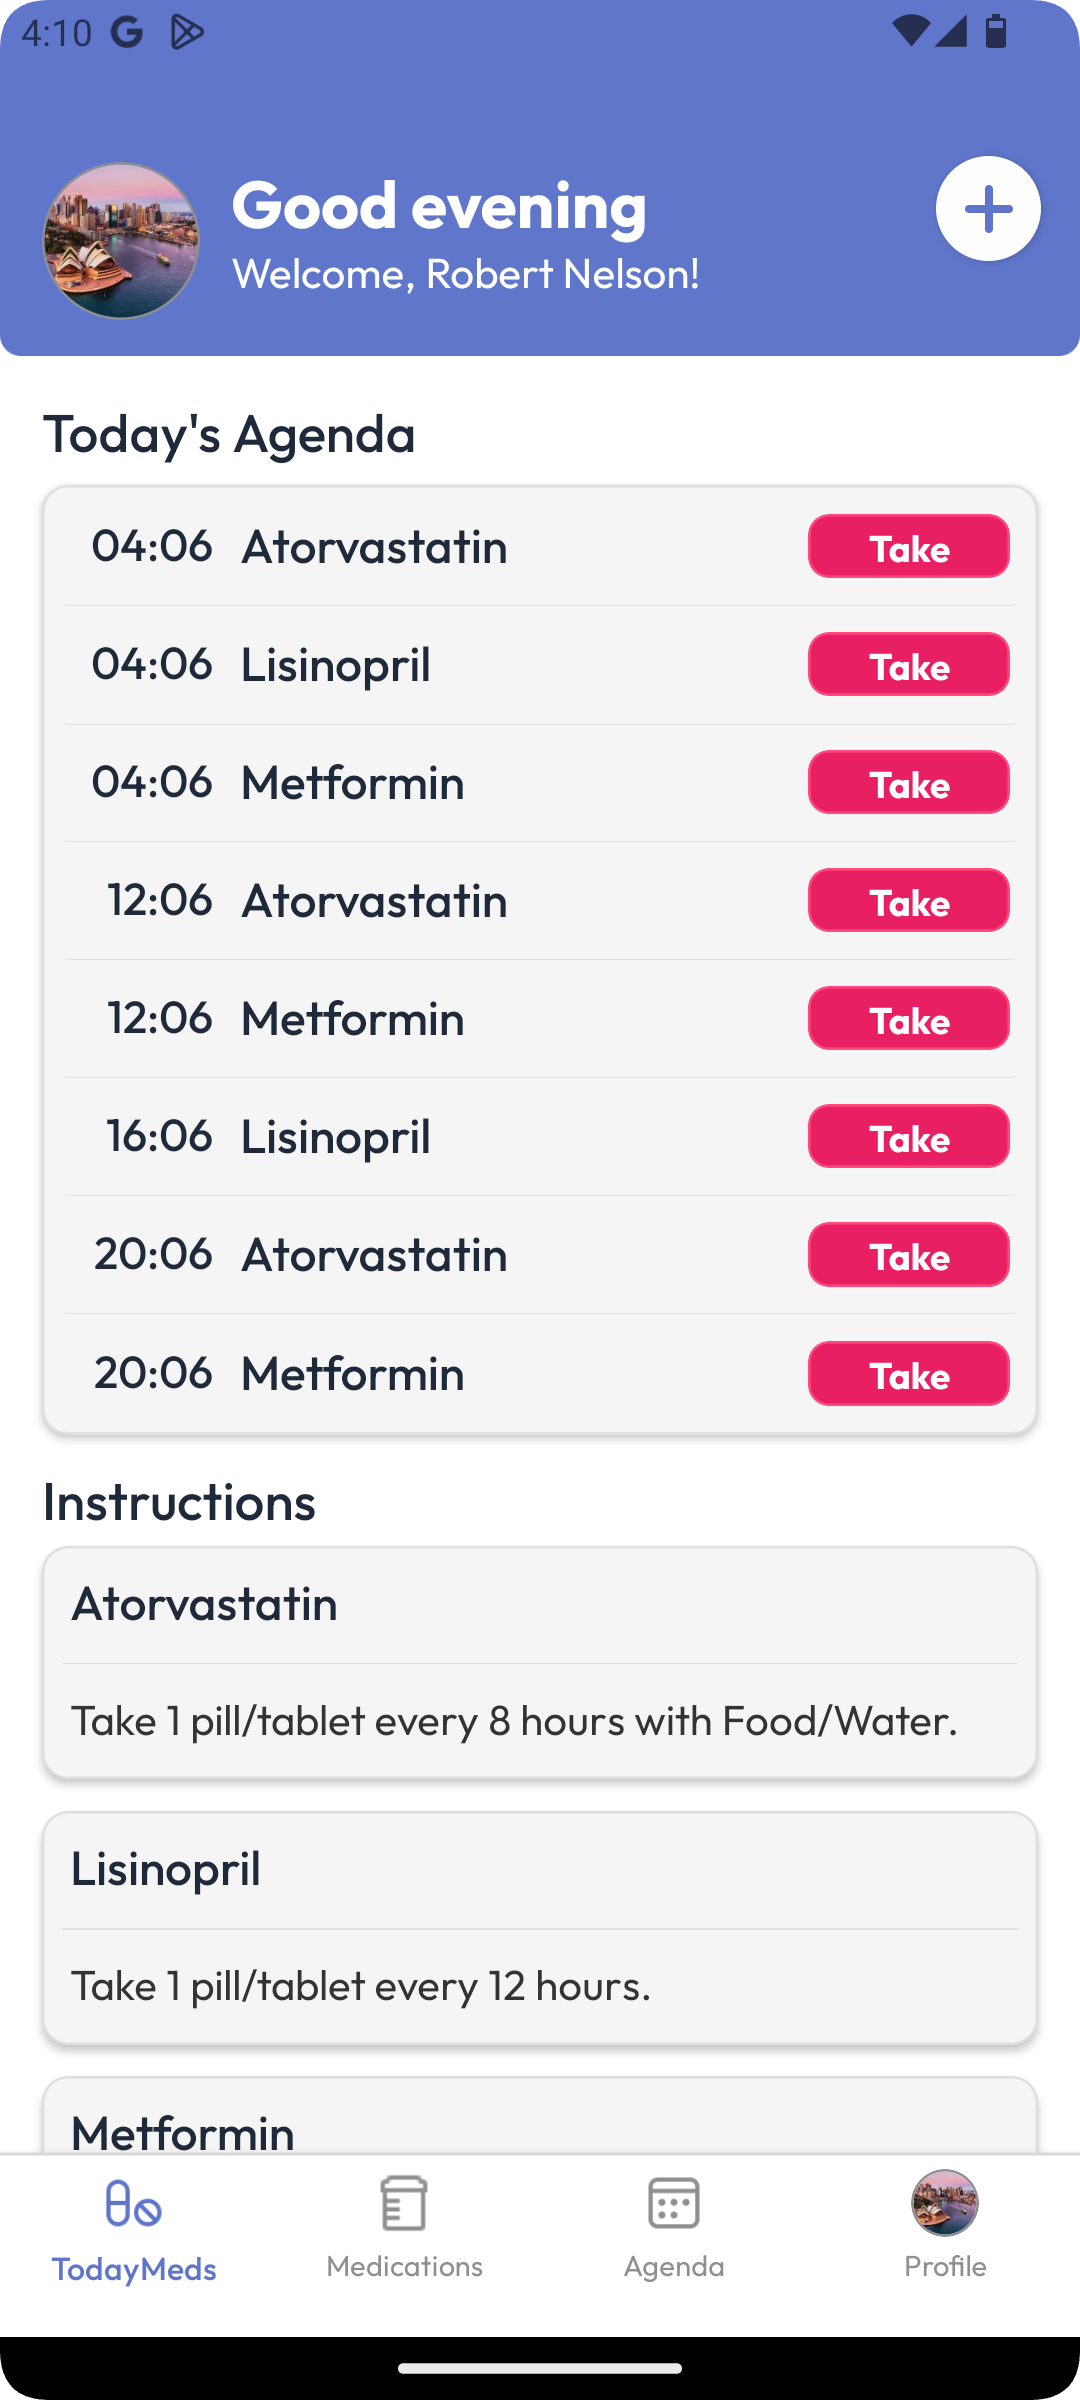 4:10
Good evening
Welcome, Robert Nelson!
Today's Agenda
04:06 Atorvastatin Take
04:06 Lisinopril Take
04:06 Metformin Take
12:06 Atorvastatin Take
12:06 Metformin Take
16:06 Lisinopril Take
20:06 Atorvastatin Take
20:06 Metformin Take
Instructions
Atorvastatin
Take 1 pill/tablet every 8 hours with Food/Water.
Lisinopril
Take 1 pill/tablet every 12 hours.
Metformin
TodayMeds Medications Agenda Profile